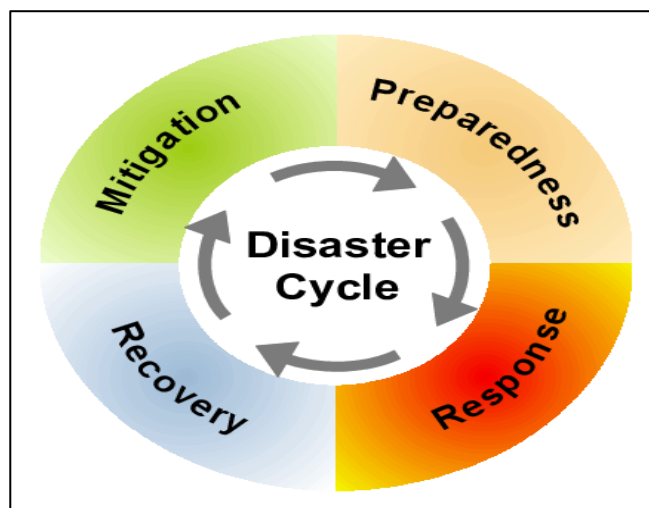 Mitigation
Preparedness
Disaster
Cycle
Recovery
Response